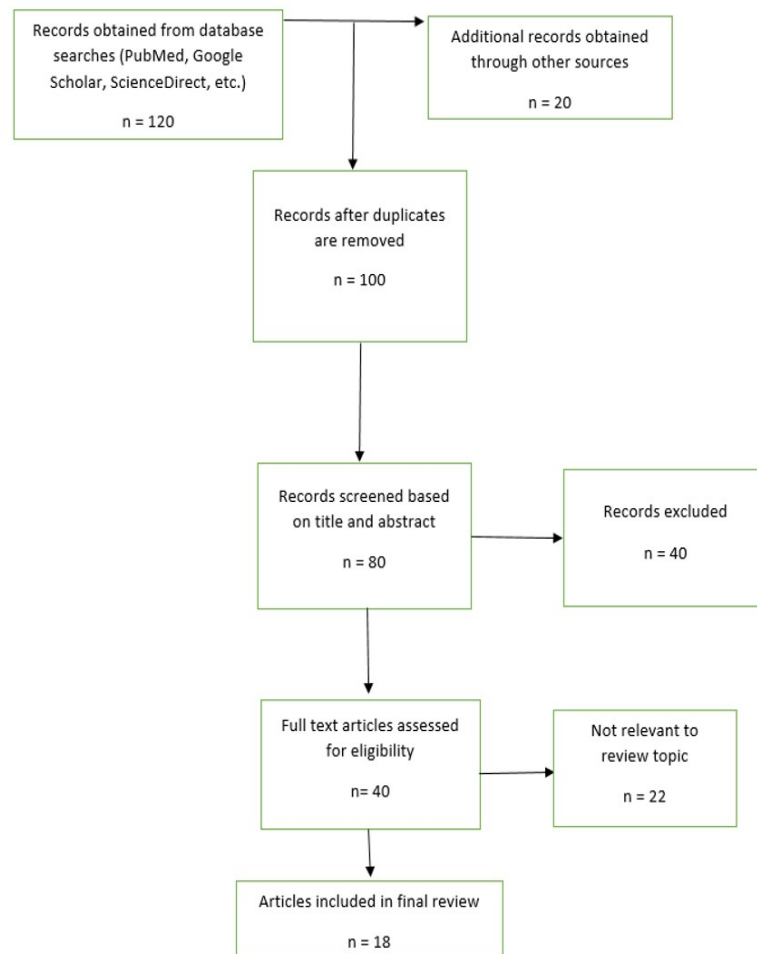 Records obtained from database
searches (PubMed, Google
Scholar, ScienceDirect, etc.)
n = 120
Additional records obtained
through other sources
n = 20
Records after duplicates
are removed
n = 100
Records screened based
on title and abstract
n = 80
Records excluded
n = 40
Full text articles assessed
for eligibility
n= 40
Not relevant to
review topic
n = 22
Articles included in final review
n = 18